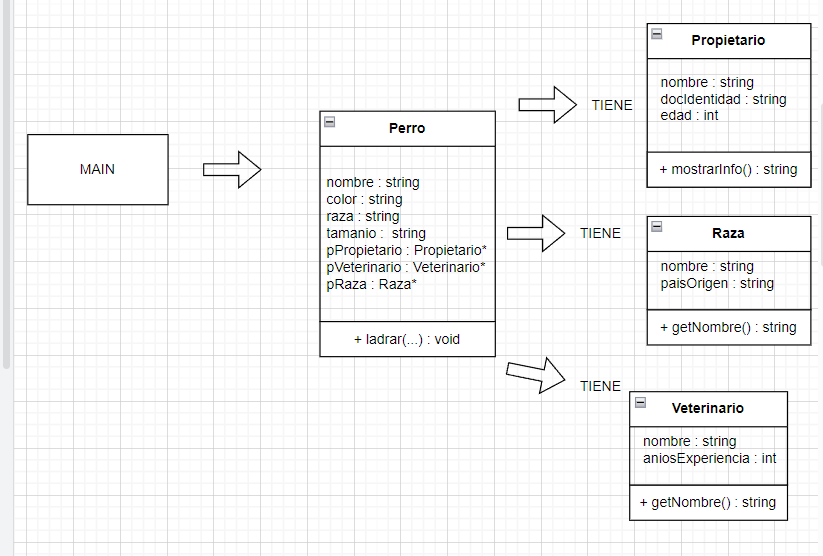 MAIN
Perro
nombre : string
color : string
raza : string
tamanio : string
pPropietario : Propietario*
pVeterinario : Veterinario*
pRaza : Raza*
+ ladrar(...) : void
TIENE
Propietario
nombre : string
docIdentidad : string
edad : int
+ mostrarInfo() : string
TIENE
Raza
nombre : string
paisOrigen : string
+ getNombre() : string
TIENE
Veterinario
nombre : string
aniosExperiencia : int
+ getNombre() : string